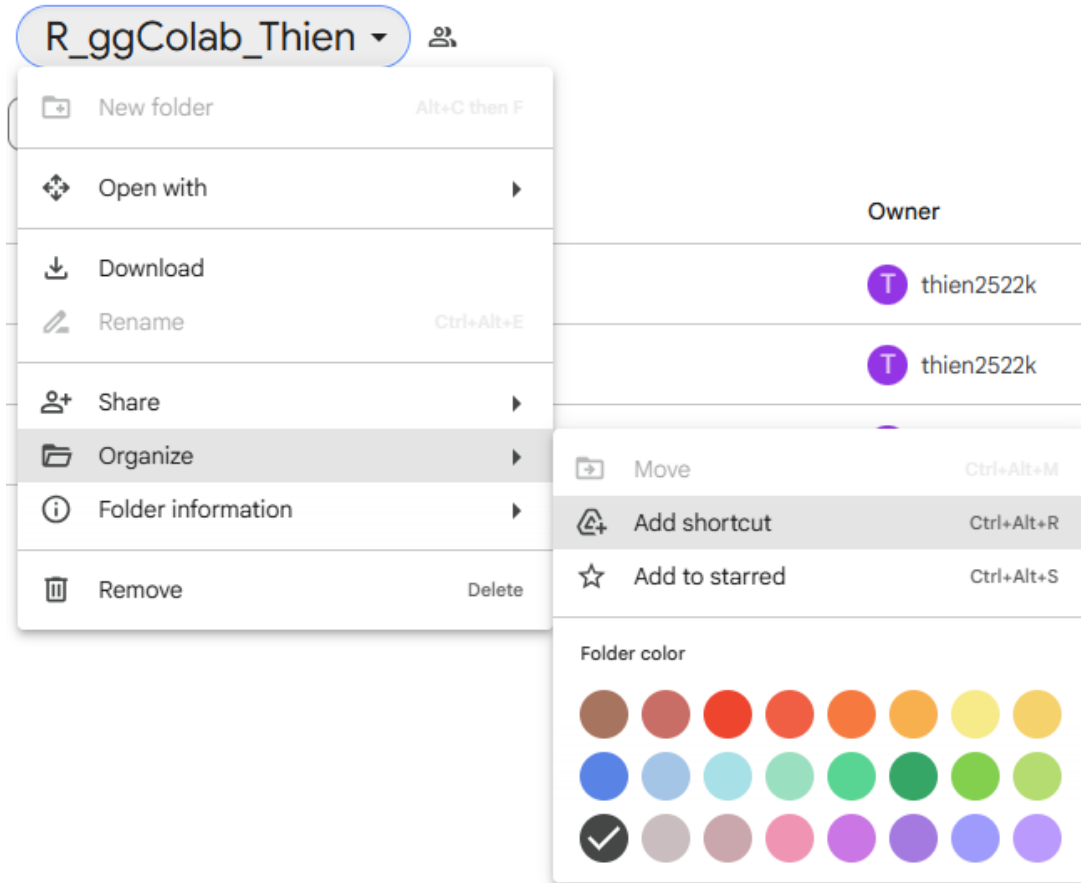 R_ggColab_Thien
New folder Alt+C then F
Open with
Owner
Download
thien2522k
Rename Ctrl+Alt+E
thien2522k
Share
Organize
Move Ctrl+Alt+M
Folder information
Add shortcut Ctrl+Alt+R
Add to starred Ctrl+Alt+S
Remove Delete
Folder color